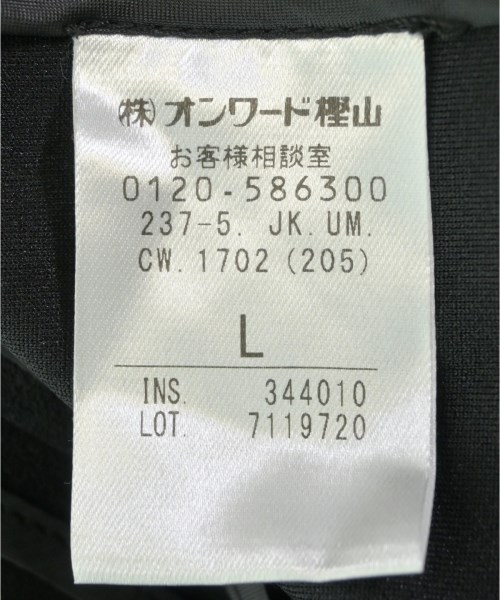 ㈱オンワード樫山
お客様相談室
0120-586300
237-5. JK. UM.
CW. 1702 (205)
L
INS. 344010
LOT. 7119720